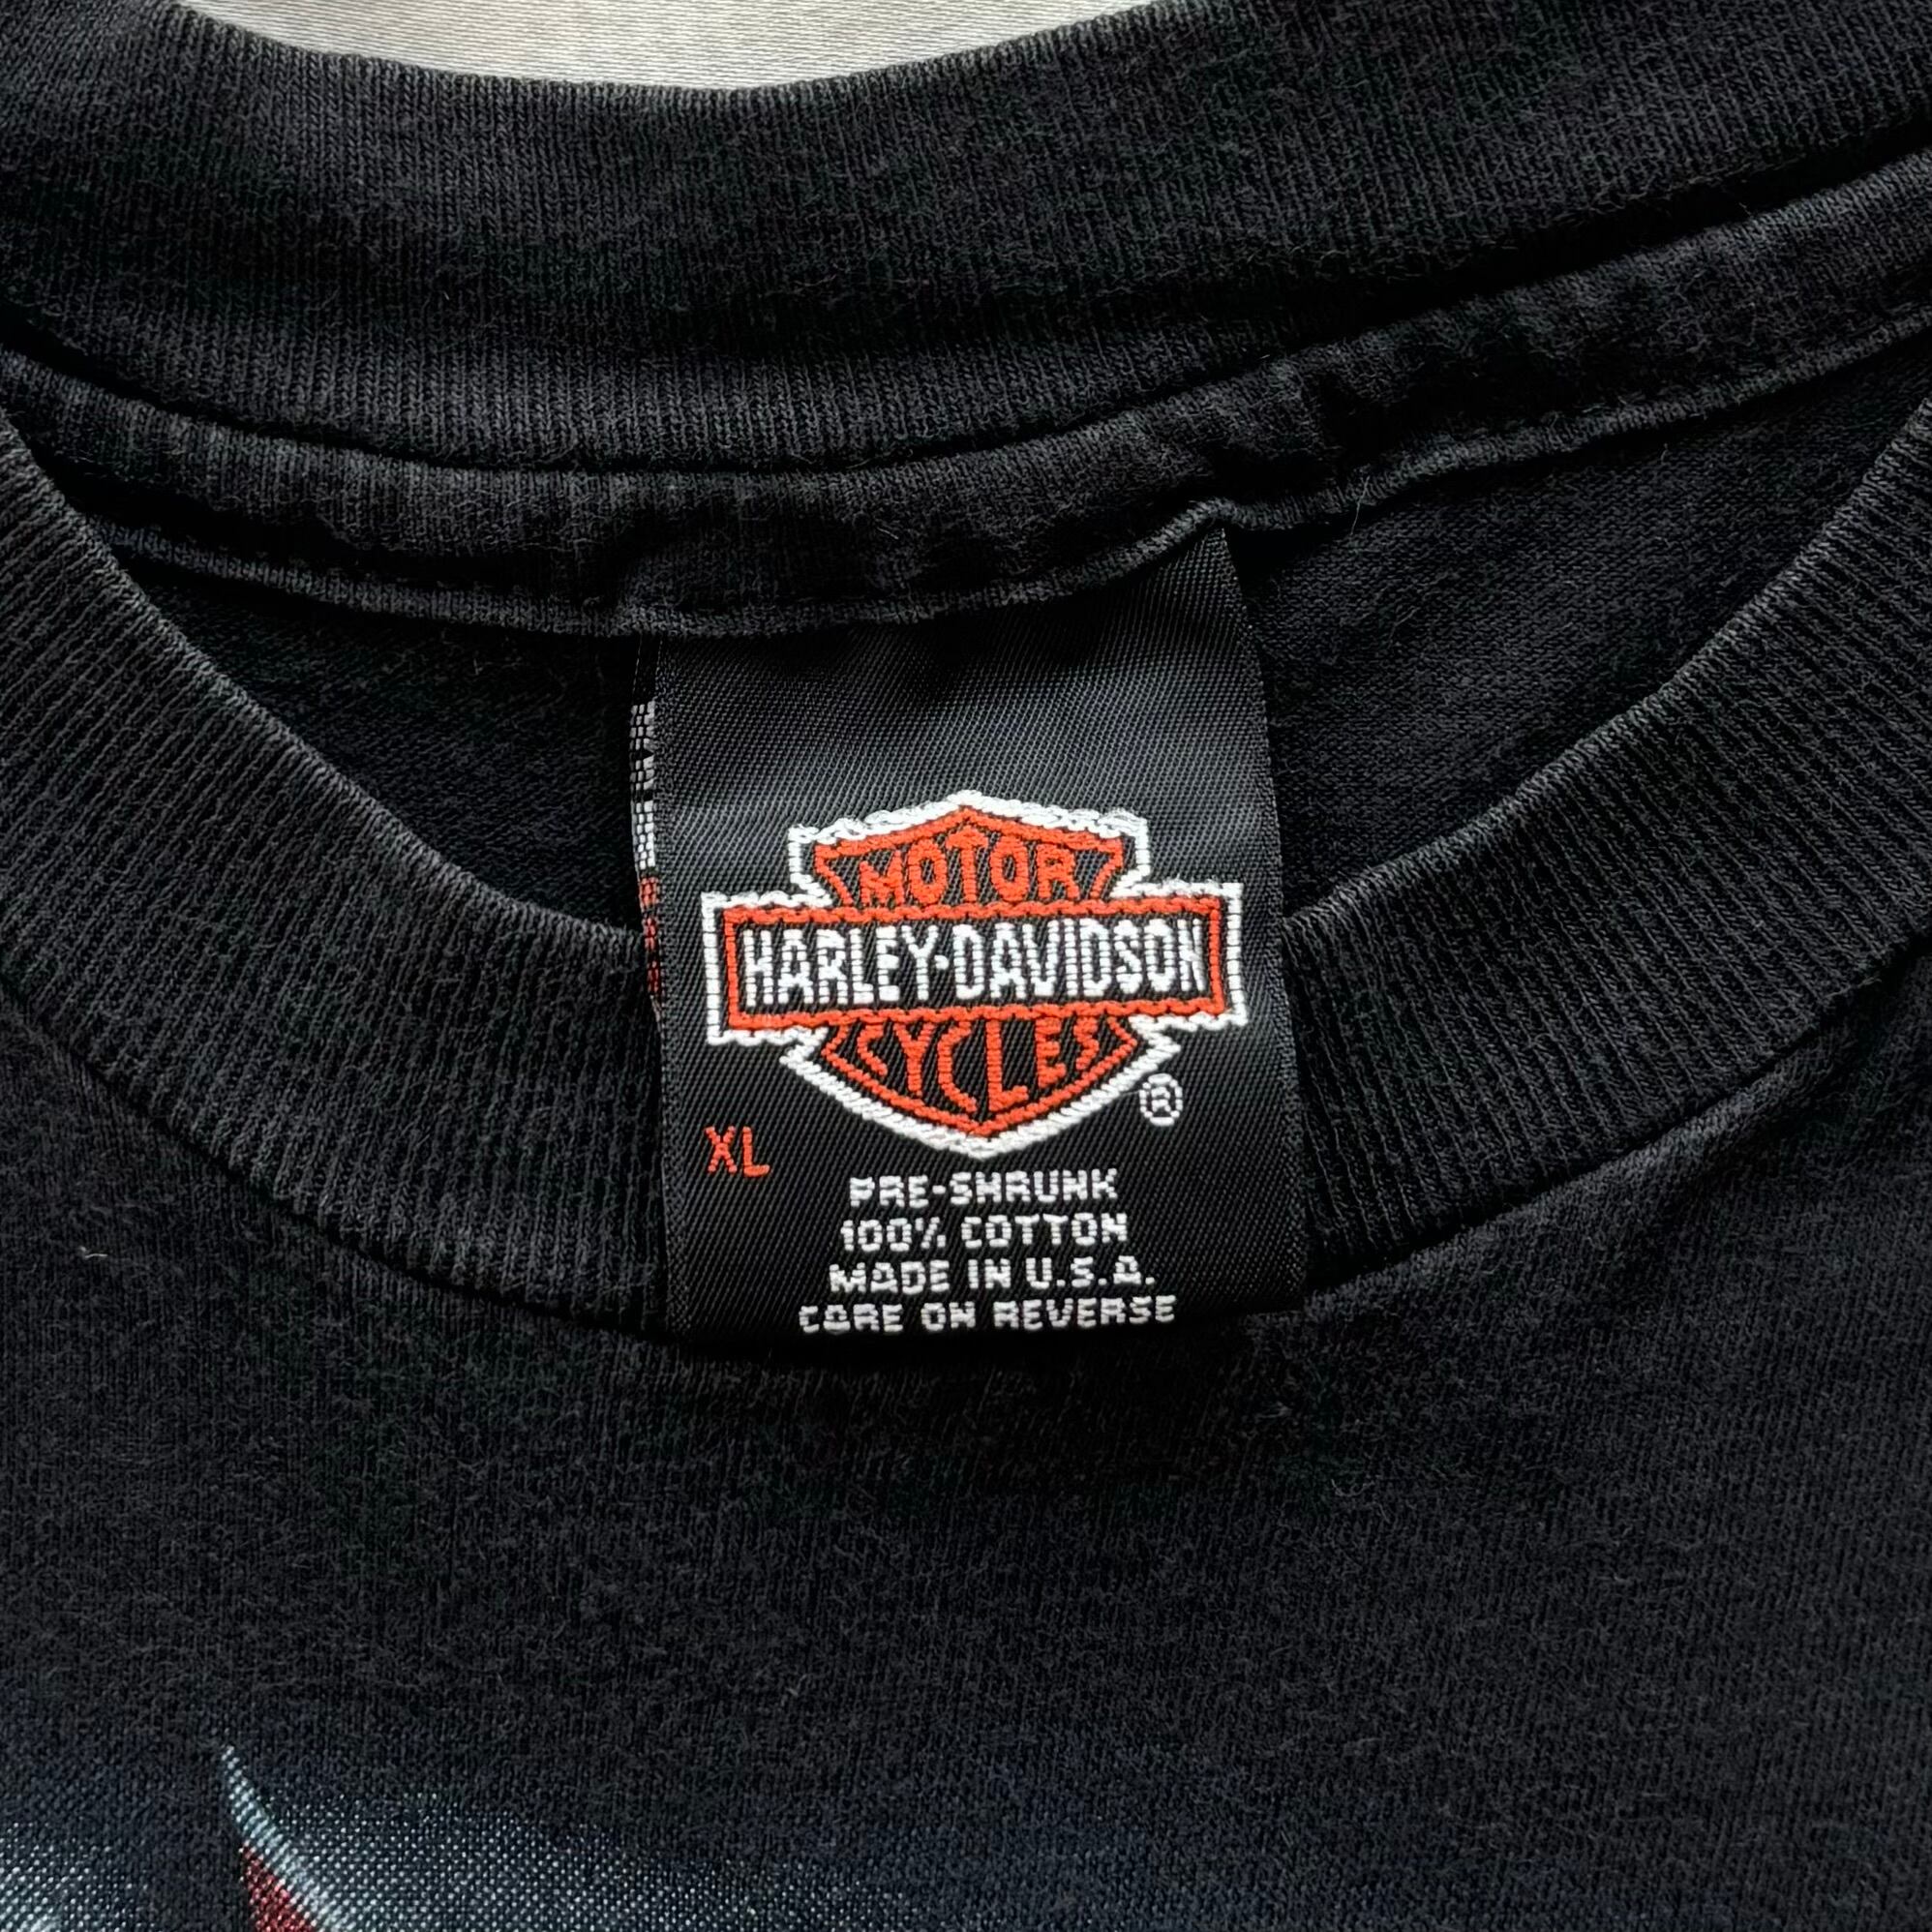 MOTOR
HARLEY-DAVIDSON
CYCLES
®
XL
PRE-SHRUNK
100% COTTON
MADE IN U.S.A.
CARE ON REVERSE